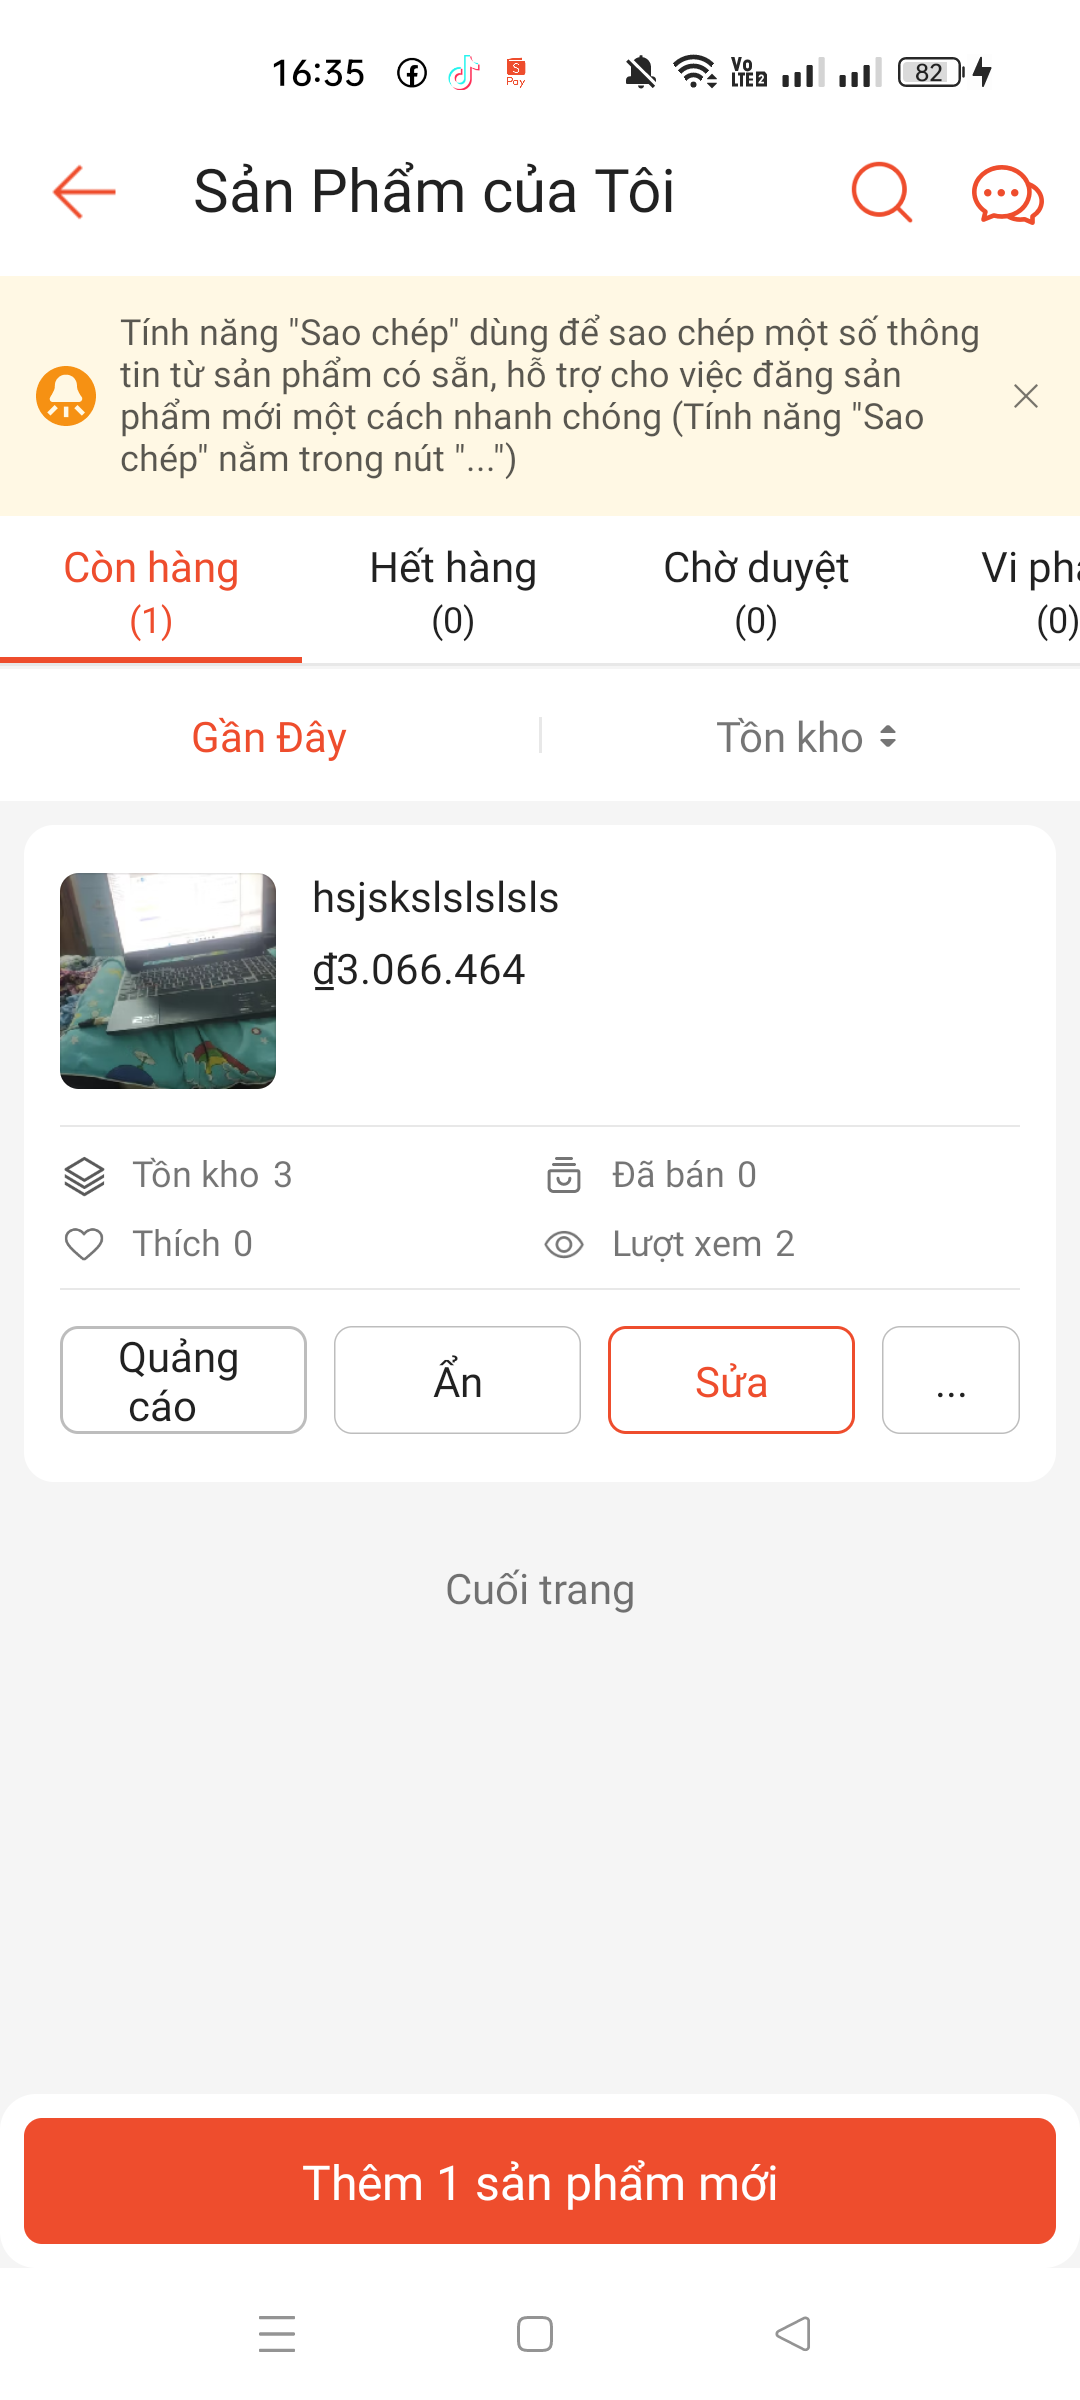 16:35
Pay
Vo
LTE2
82
Sản Phẩm của Tôi
Tính năng "Sao chép" dùng để sao chép một số thông
tin từ sản phẩm có sẵn, hỗ trợ cho việc đăng sản
phẩm mới một cách nhanh chóng (Tính năng "Sao
chép" nằm trong nút "...")
Còn hàng
(1)
Hết hàng
(0)
Chờ duyệt
(0)
Vi phạ
(0)
Gần Đây
Tồn kho
hsjskslslslsls
₫3.066.464
Tồn kho 3
Đã bán 0
Thích 0
Lượt xem 2
Quảng
cáo
Ẩn
Sửa
...
Cuối trang
Thêm 1 sản phẩm mới